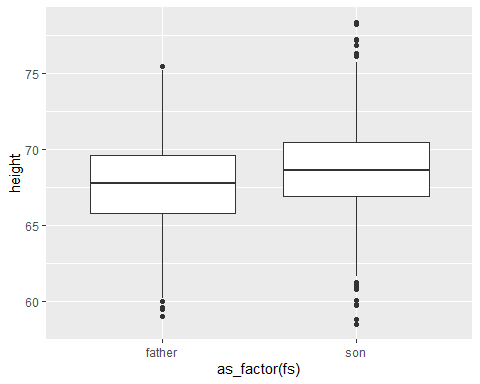 75
70
65
60
height
father
son
as_factor(fs)